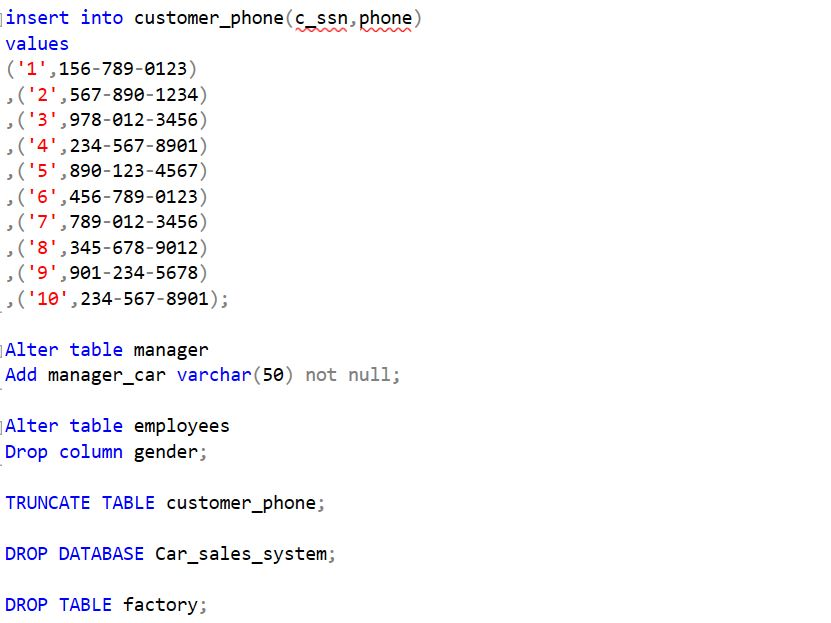 insert into customer_phone(c_ssn,phone)
values
('1',156-789-0123)
,('2',567-890-1234)
,('3',978-012-3456)
,('4',234-567-8901)
,('5',890-123-4567)
,('6',456-789-0123)
,('7',789-012-3456)
,('8',345-678-9012)
,('9',901-234-5678)
,('10',234-567-8901);
Alter table manager
Add manager_car varchar(50) not null;
Alter table employees
Drop column gender;
TRUNCATE TABLE customer_phone;
DROP DATABASE Car_sales_system;
DROP TABLE factory;